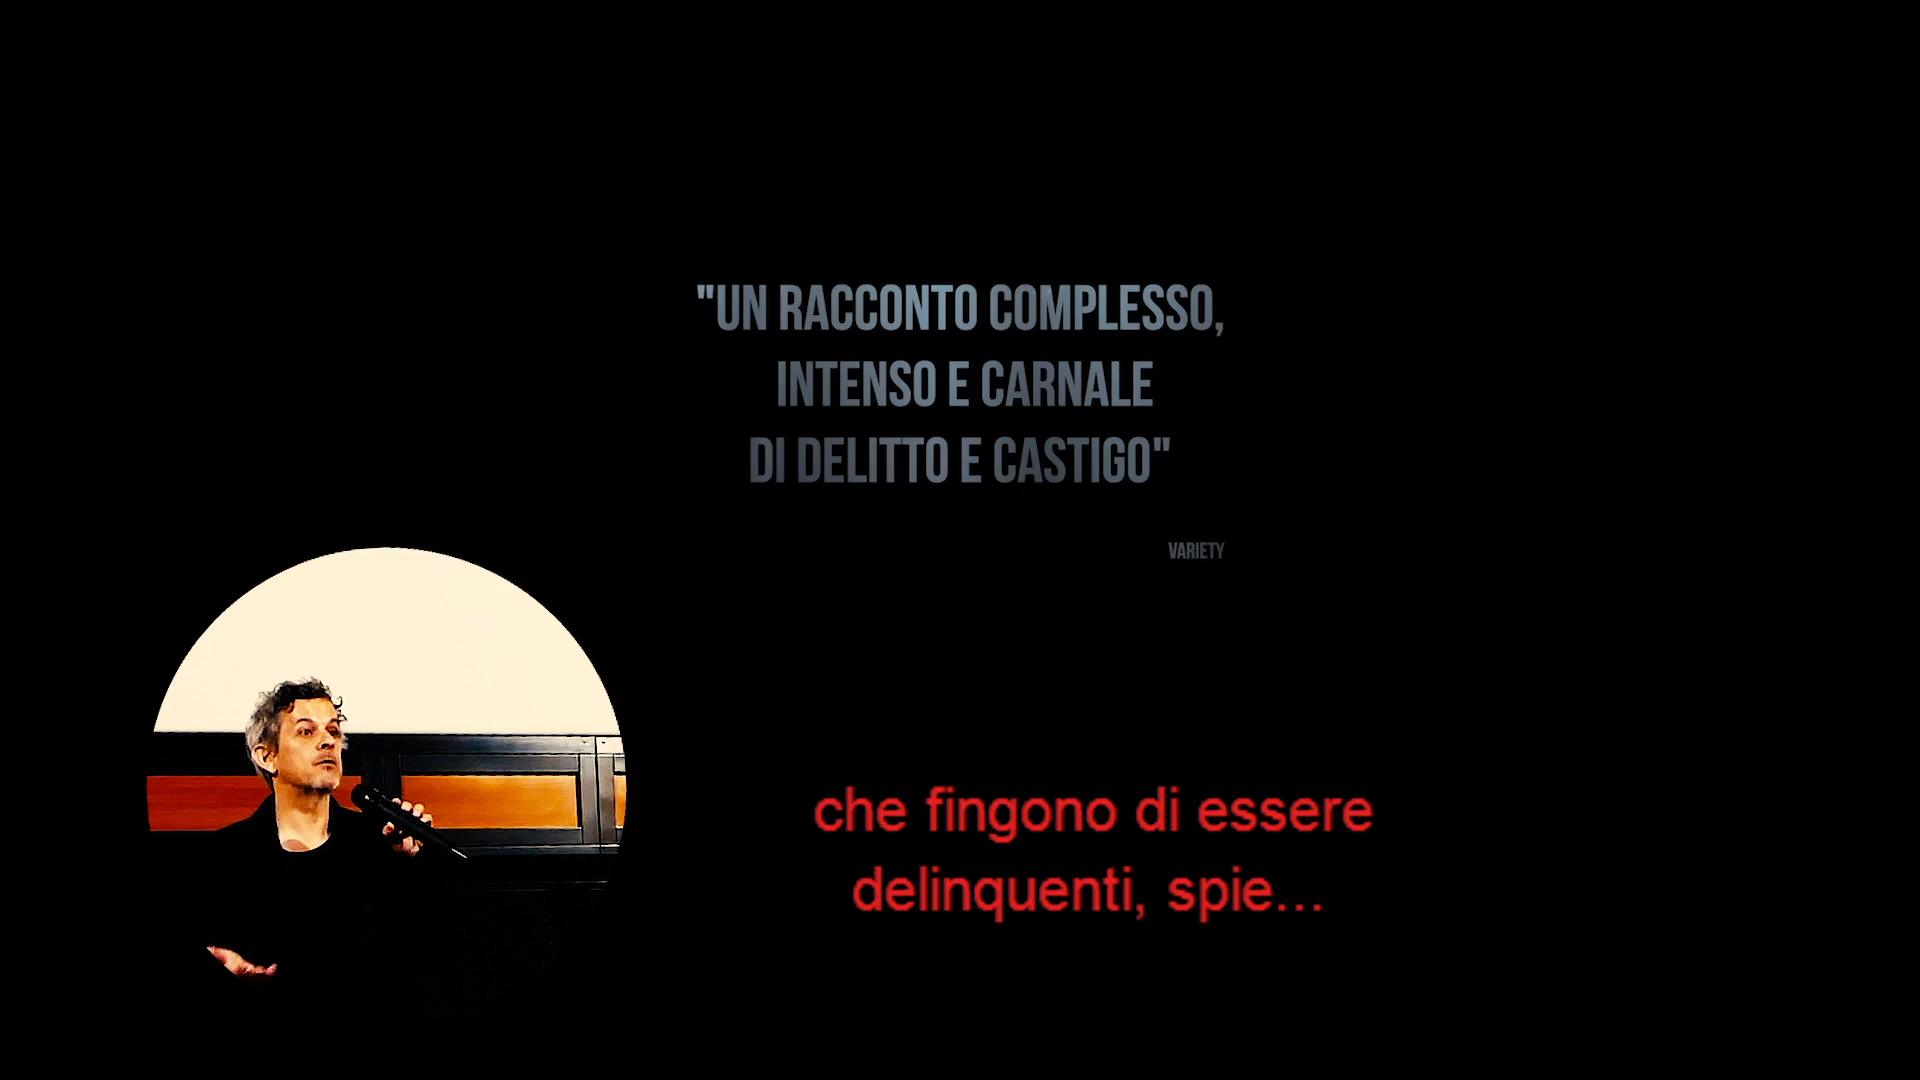 "UN RACCONTO COMPLESSO,
INTENSO E CARNALE
DI DELITTO E CASTIGO"
VARIETY
che fingono di essere
delinquenti, spie...